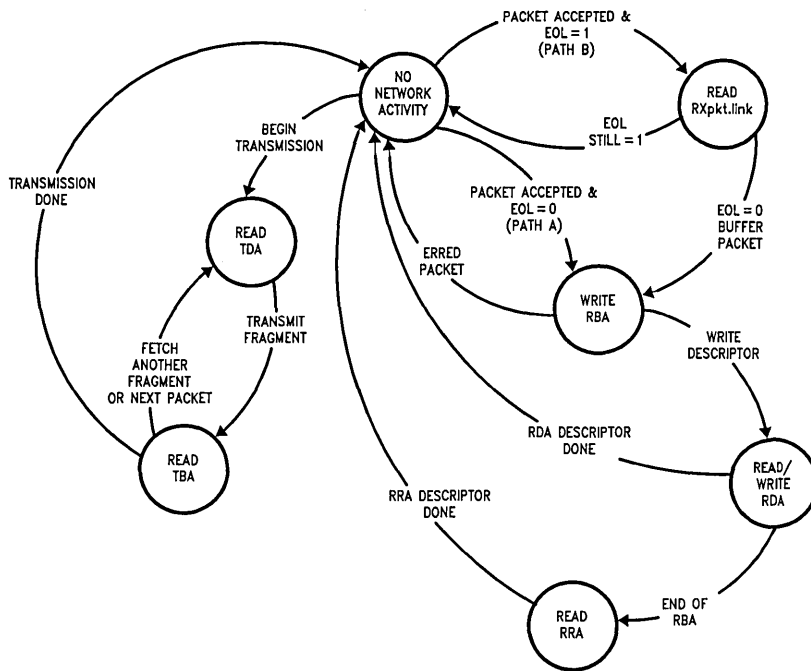 PACKET ACCEPTED &
EOL = 1
(PATH B)
NO
NETWORK
ACTIVITY
READ
RXpkt.link
EOL
STILL = 1
BEGIN
TRANSMISSION
TRANSMISSION
DONE
PACKET ACCEPTED &
EOL = 0
(PATH A)
EOL = 0
BUFFER
PACKET
READ
TDA
ERRED
PACKET
WRITE
RBA
TRANSMIT
FRAGMENT
WRITE
DESCRIPTOR
FETCH
ANOTHER
FRAGMENT
OR NEXT PACKET
RDA DESCRIPTOR
DONE
READ
TBA
READ/
WRITE
RDA
RRA DESCRIPTOR
DONE
END OF
RBA
READ
RRA